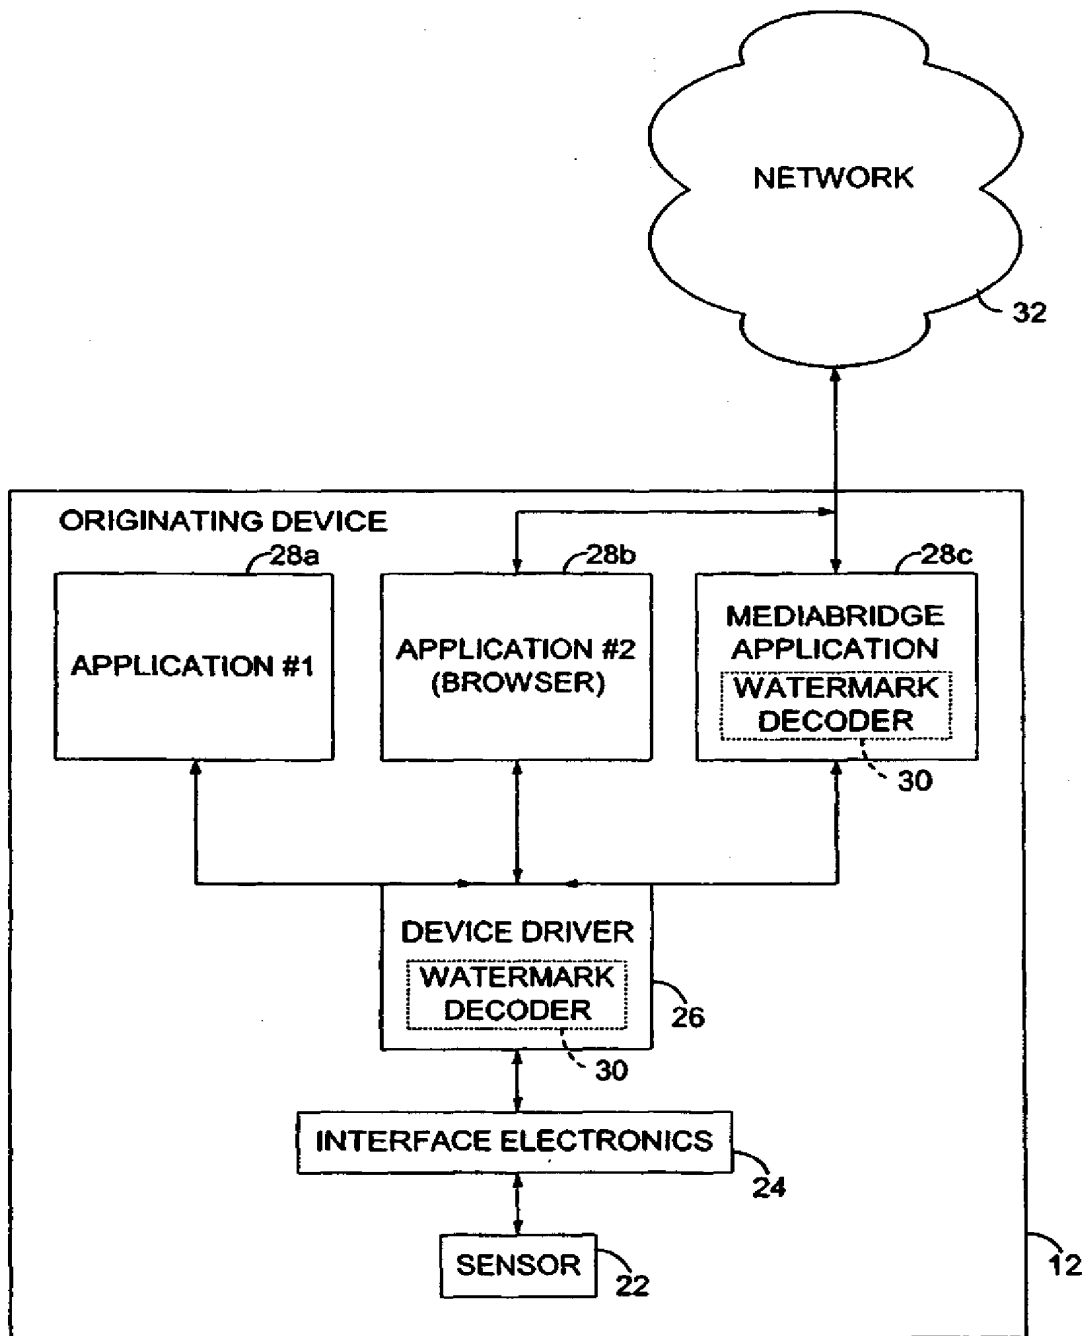 NETWORK
32
ORIGINATING DEVICE
28a
28b
28c
APPLICATION #1
APPLICATION #2
(BROWSER)
MEDIABRIDGE
APPLICATION
WATERMARK
DECODER
30
DEVICE DRIVER
WATERMARK
DECODER
26
30
INTERFACE ELECTRONICS
24
SENSOR
22
12